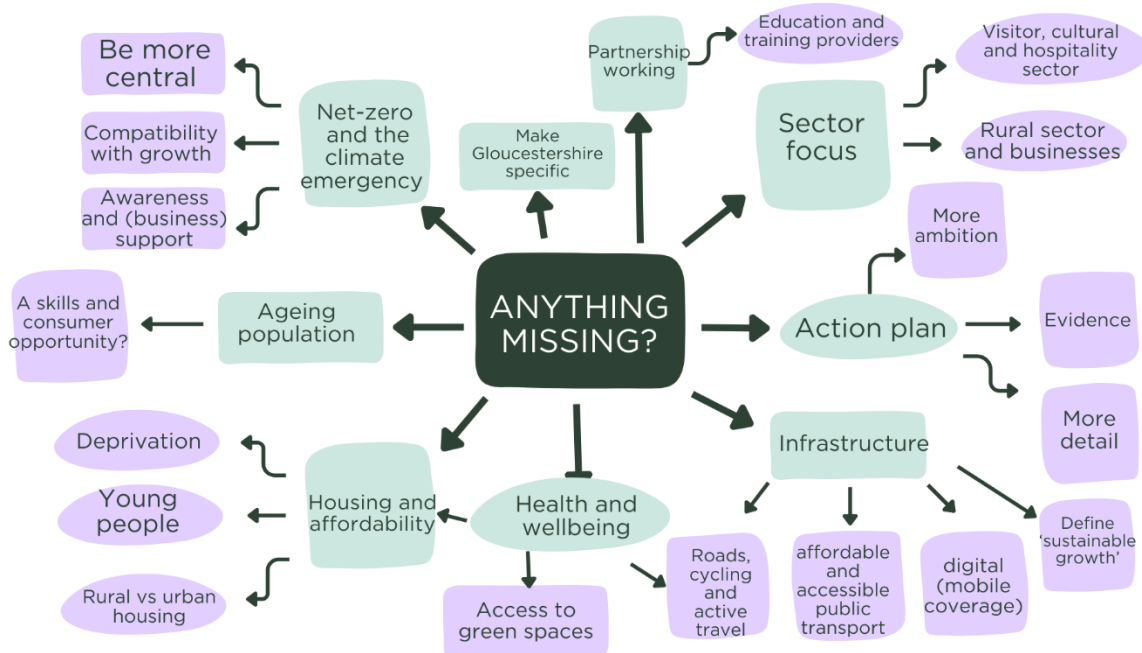 Be more
central
Compatibility
with growth
Awareness
and (business)
support
Net-zero
and the
climate
emergency
Make
Gloucestershire
specific
Partnership
working
Education and
training providers
Sector
focus
Visitor, cultural
and hospitality
sector
Rural sector
and businesses
More
ambition
ANYTHING
MISSING?
Action plan
Evidence
More
detail
A skills and
consumer
opportunity?
Ageing
population
Deprivation
Young
people
Rural vs urban
housing
Housing and
affordability
Health and
wellbeing
Access to
green spaces
Infrastructure
Roads,
cycling
and
active
travel
affordable
and
accessible
public
transport
digital
(mobile
coverage)
Define
‘sustainable
growth’